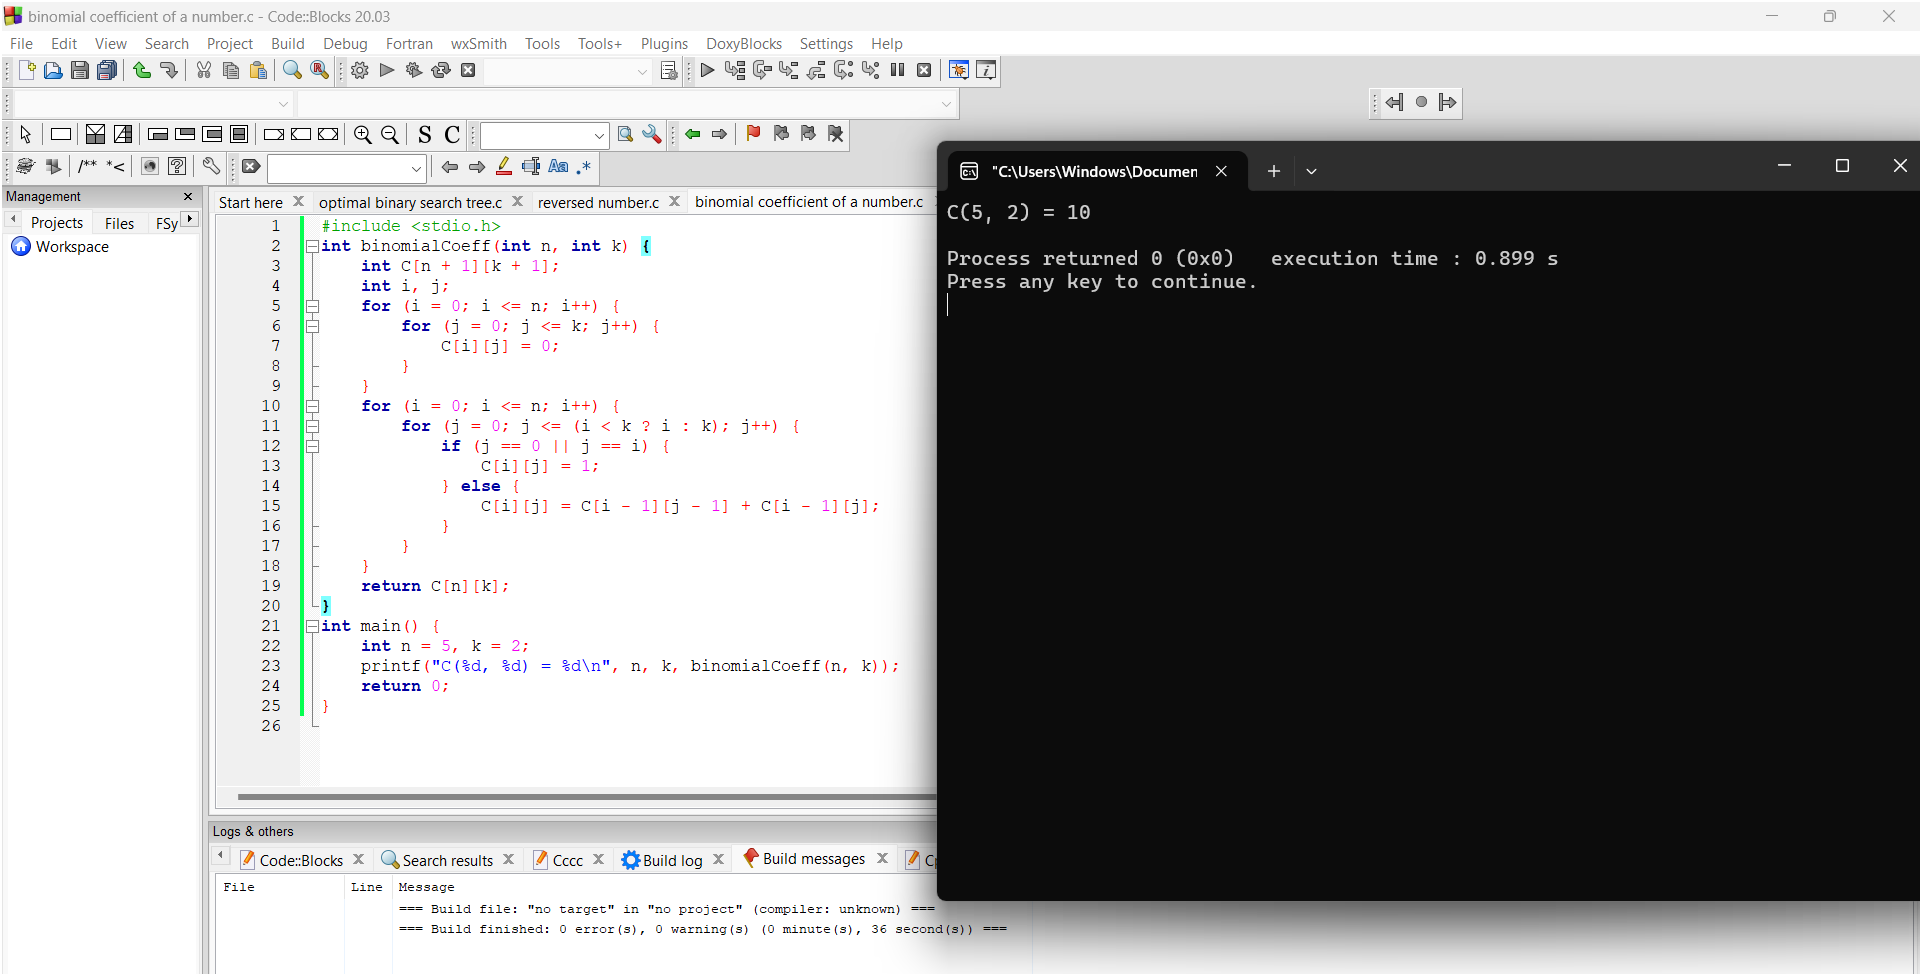 binomial coefficient of a number.c - Code::Blocks 20.03
File Edit View Search Project Build Debug Fortran wxSmith Tools Tools+ Plugins DoxyBlocks Settings Help
S C
/** *<
Aa .*
Management
Projects Files FSy
Workspace
Start here optimal binary search tree.c reversed number.c binomial coefficient of a number.c
1 #include <stdio.h>
2 int binomialCoeff(int n, int k) {
3     int C[n + 1][k + 1];
4     int i, j;
5     for (i = 0; i <= n; i++) {
6         for (j = 0; j <= k; j++) {
7             C[i][j] = 0;
8         }
9     }
10     for (i = 0; i <= n; i++) {
11         for (j = 0; j <= (i < k ? i : k); j++) {
12             if (j == 0 || j == i) {
13                 C[i][j] = 1;
14             } else {
15                 C[i][j] = C[i - 1][j - 1] + C[i - 1][j];
16             }
17         }
18     }
19     return C[n][k];
20 }
21 int main() {
22     int n = 5, k = 2;
23     printf("C(%d, %d) = %d\n", n, k, binomialCoeff(n, k));
24     return 0;
25 }
26
"C:\Users\Windows\Documen
C(5, 2) = 10
Process returned 0 (0x0)   execution time : 0.899 s
Press any key to continue.
Logs & others
Code::Blocks Search results Cccc Build log Build messages
File Line Message
=== Build file: "no target" in "no project" (compiler: unknown) ===
=== Build finished: 0 error(s), 0 warning(s) (0 minute(s), 36 second(s)) ===